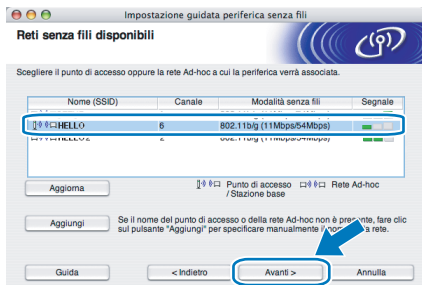 Impostazione guidata periferica senza fili
Reti senza fili disponibili
Scegliere il punto di accesso oppure la rete Ad-hoc a cui la periferica verrà associata.
Nome (SSID) Canale Modalità senza fili Segnale
HELLO 6 802.11b/g (11Mbps/54Mbps)
HELLO2 2 802.11b/g (11Mbps/54Mbps)
Aggiorna
Punto di accesso Rete Ad-hoc
/ Stazione base
Aggiungi
Se il nome del punto di accesso o della rete Ad-hoc non è presente, fare clic
sul pulsante "Aggiungi" per specificare manualmente il nome rete.
Guida < Indietro Avanti > Annulla